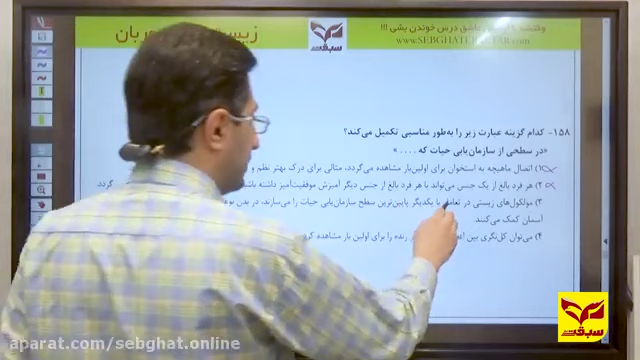 وقتشه عاشق درس خوندن بشی !!!
WWW.SEBGHAT
.com
سبقت
زیست
ربان
۱۵۸- کدام گزینه عبارت زیر را به‌طور مناسبی تکمیل می‌کند؟
«در سطحی از سازمان‌یابی حیات که . . . . »
۱) اتصال ماهیچه به استخوان برای اولین‌بار مشاهده می‌گردد، مثالی برای درک بهتر نظم و
۲) هر فرد بالغ از یک جنس می‌تواند با هر فرد بالغ از جنس دیگر آمیزش موفقیت‌آمیز داشته باشد
گردد
۳) مولکول‌های زیستی در تعامل با یکدیگر پایین‌ترین سطح سازمان‌یابی حیات را می‌سازند، در بدن
آسمان کمک می‌کنند.
۴) می‌توان کل‌نگری بین
زنده را برای اولین بار مشاهده کرد
سبقت
aparat.com/sebghat.online